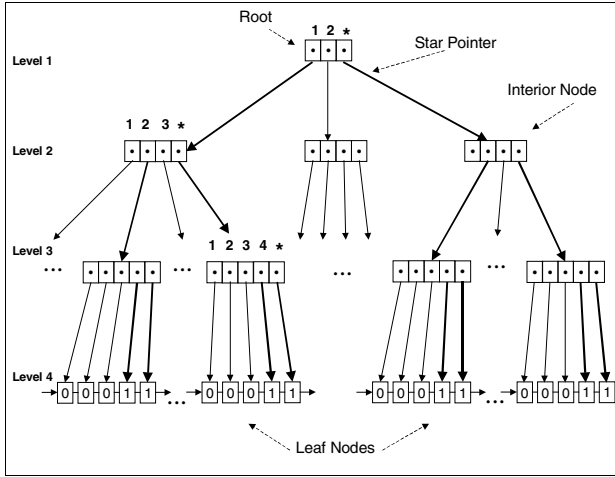 Root
1 2 *
Star Pointer
Level 1
Interior Node
1 2 3 *
Level 2
Level 3
1 2 3 4 *
... ... ... ...
Level 4
0 0 0 1 1 ... 0 0 0 1 1 0 0 0 1 1 ... 0 0 0 1 1
Leaf Nodes